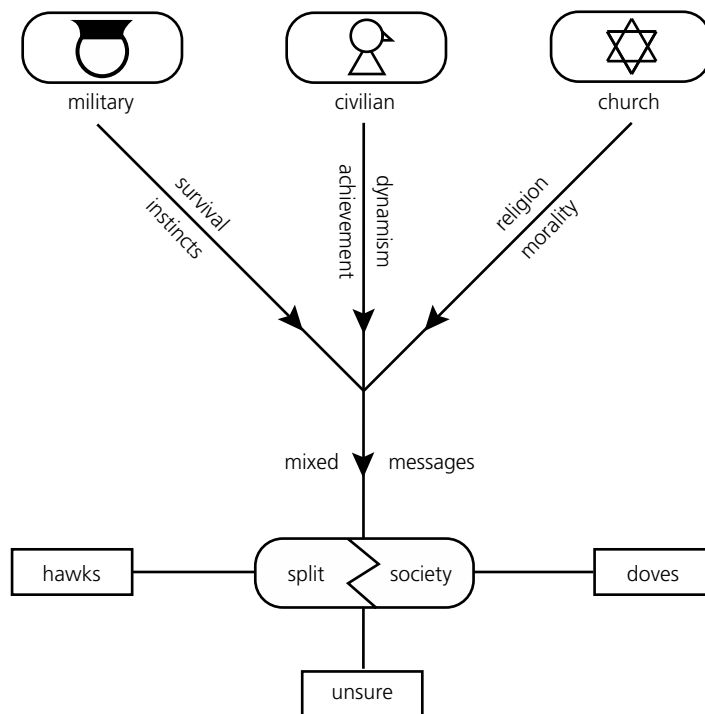 military
civilian
church
survival
instincts
achievement
dynamism
religion
morality
mixed messages
hawks
split society
doves
unsure